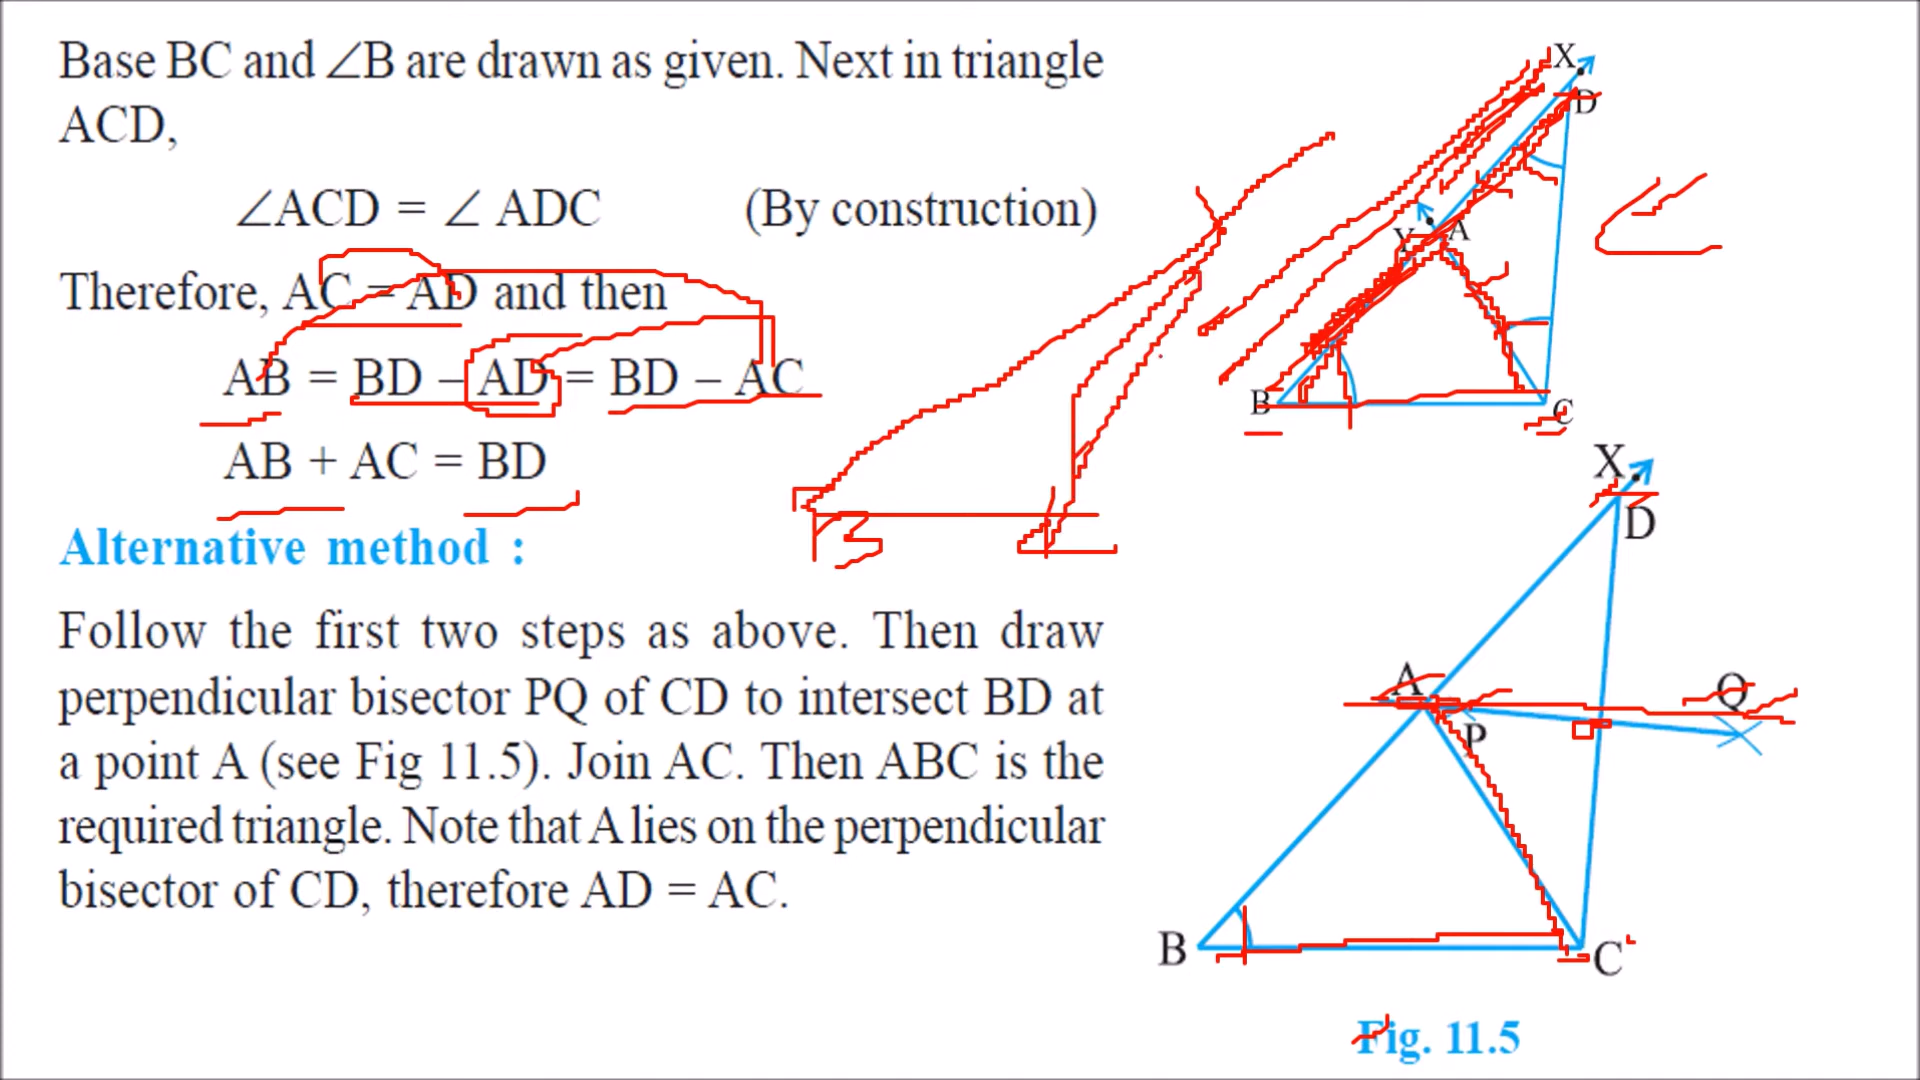 Base BC and ∠B are drawn as given. Next in triangle
ACD,
∠ACD = ∠ ADC (By construction)
Therefore, AC = AD and then
AB = BD – AD = BD – AC
AB + AC = BD
Alternative method :
Follow the first two steps as above. Then draw
perpendicular bisector PQ of CD to intersect BD at
a point A (see Fig 11.5). Join AC. Then ABC is the
required triangle. Note that A lies on the perpendicular
bisector of CD, therefore AD = AC.
X
D
Y A
B
C
X
D
A
Q
P
B
C
Fig. 11.5
B